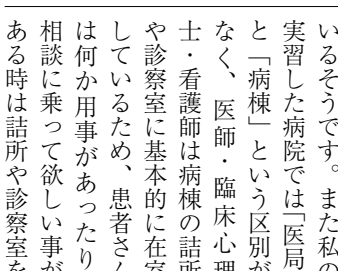 いるそうです。また私の
実習した病院では「医局
と「病棟」という区別が
なく、医師・臨床心理
士・看護師は病棟の詰所
や診察室に基本的に在室
しているため、患者さん
は何か用事があったり
相談に乗って欲しい事が
ある時は詰所や診察室を